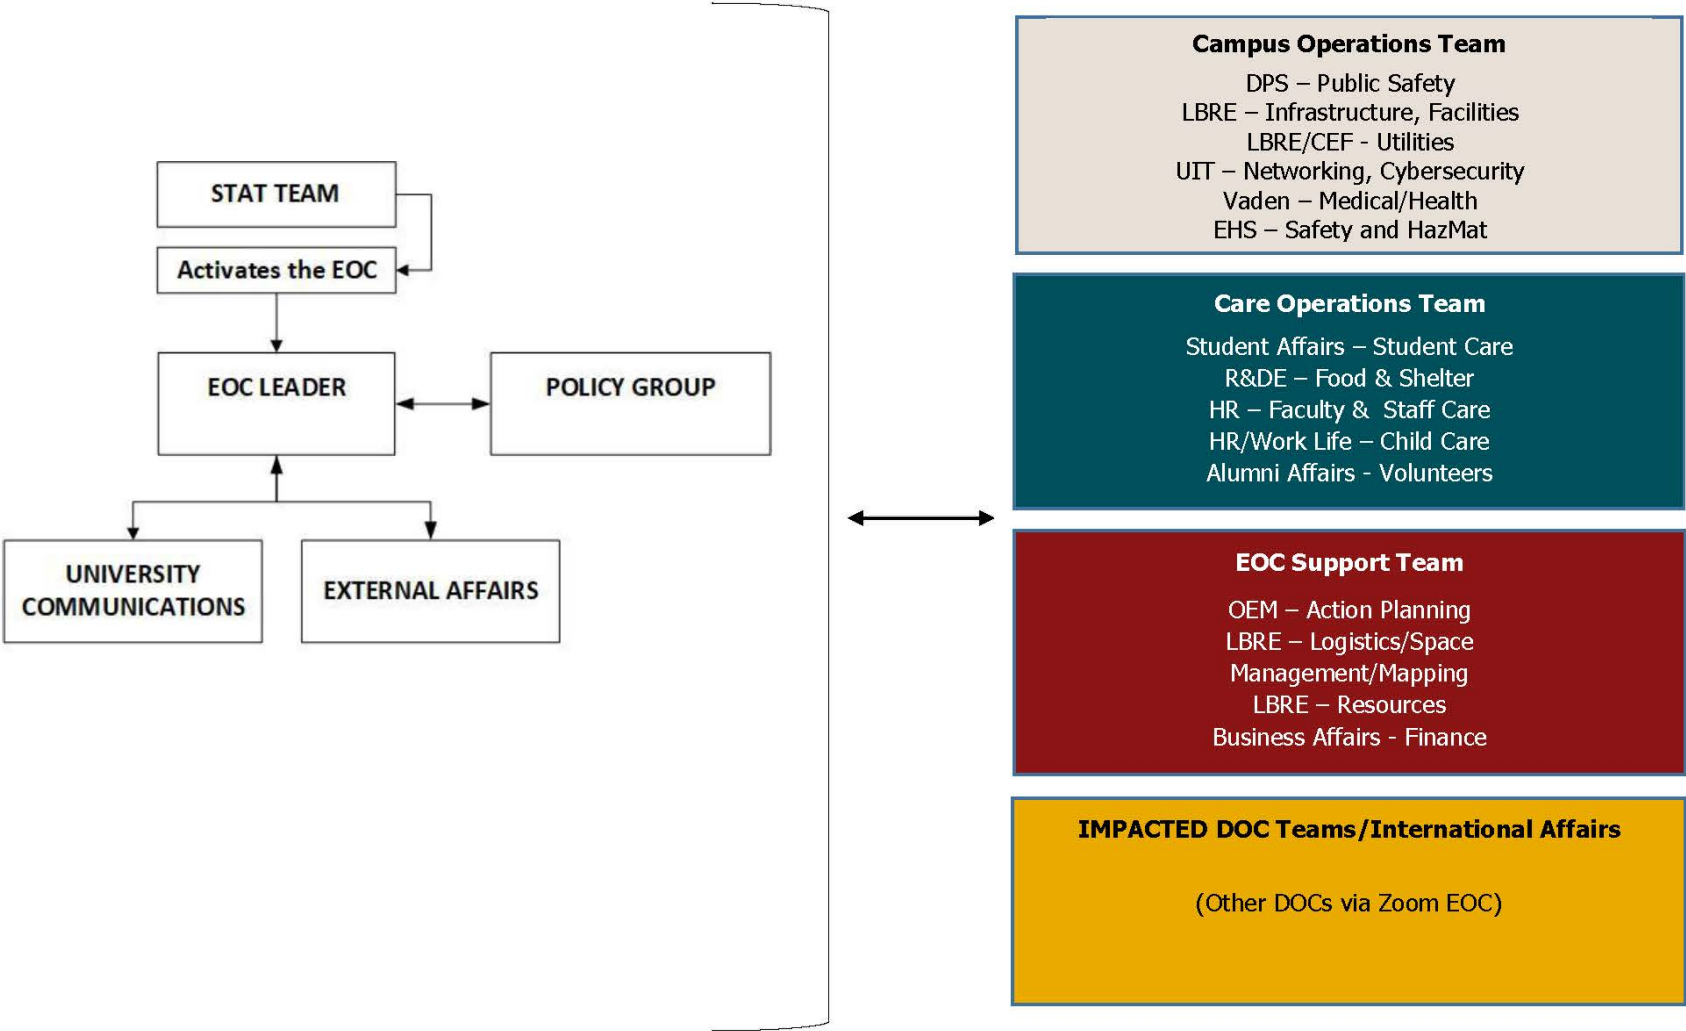 STAT TEAM
Activates the EOC
EOC LEADER
POLICY GROUP
UNIVERSITY
COMMUNICATIONS
EXTERNAL AFFAIRS
Campus Operations Team
DPS – Public Safety
LBRE – Infrastructure, Facilities
LBRE/CEF - Utilities
UIT – Networking, Cybersecurity
Vaden – Medical/Health
EHS – Safety and HazMat
Care Operations Team
Student Affairs – Student Care
R&DE – Food & Shelter
HR – Faculty & Staff Care
HR/Work Life – Child Care
Alumni Affairs - Volunteers
EOC Support Team
OEM – Action Planning
LBRE – Logistics/Space
Management/Mapping
LBRE – Resources
Business Affairs - Finance
IMPACTED DOC Teams/International Affairs
(Other DOCs via Zoom EOC)